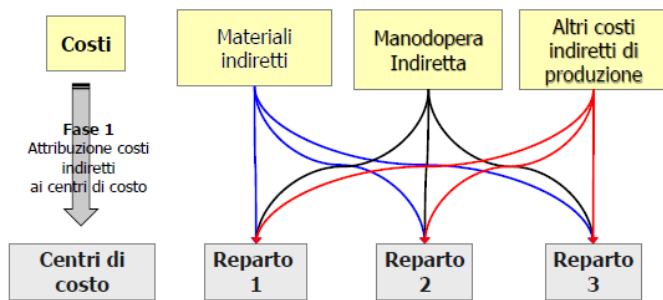 Costi
Materiali
indiretti
Manodopera
Indiretta
Altri costi
indiretti di
produzione
Fase 1
Attribuzione costi
indiretti
ai centri di costo
Centri di
costo
Reparto
1
Reparto
2
Reparto
3